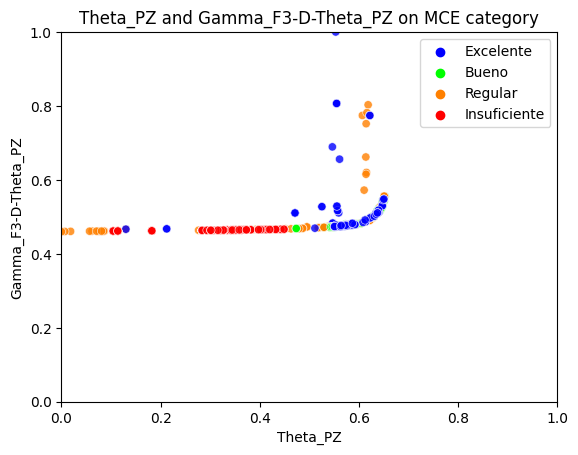 Theta_PZ and Gamma_F3-D-Theta_PZ on MCE category
Excelente
Bueno
Regular
Insuficiente
Gamma_F3-D-Theta_PZ
1.0
0.8
0.6
0.4
0.2
0.0
0.0 0.2 0.4 0.6 0.8 1.0
Theta_PZ